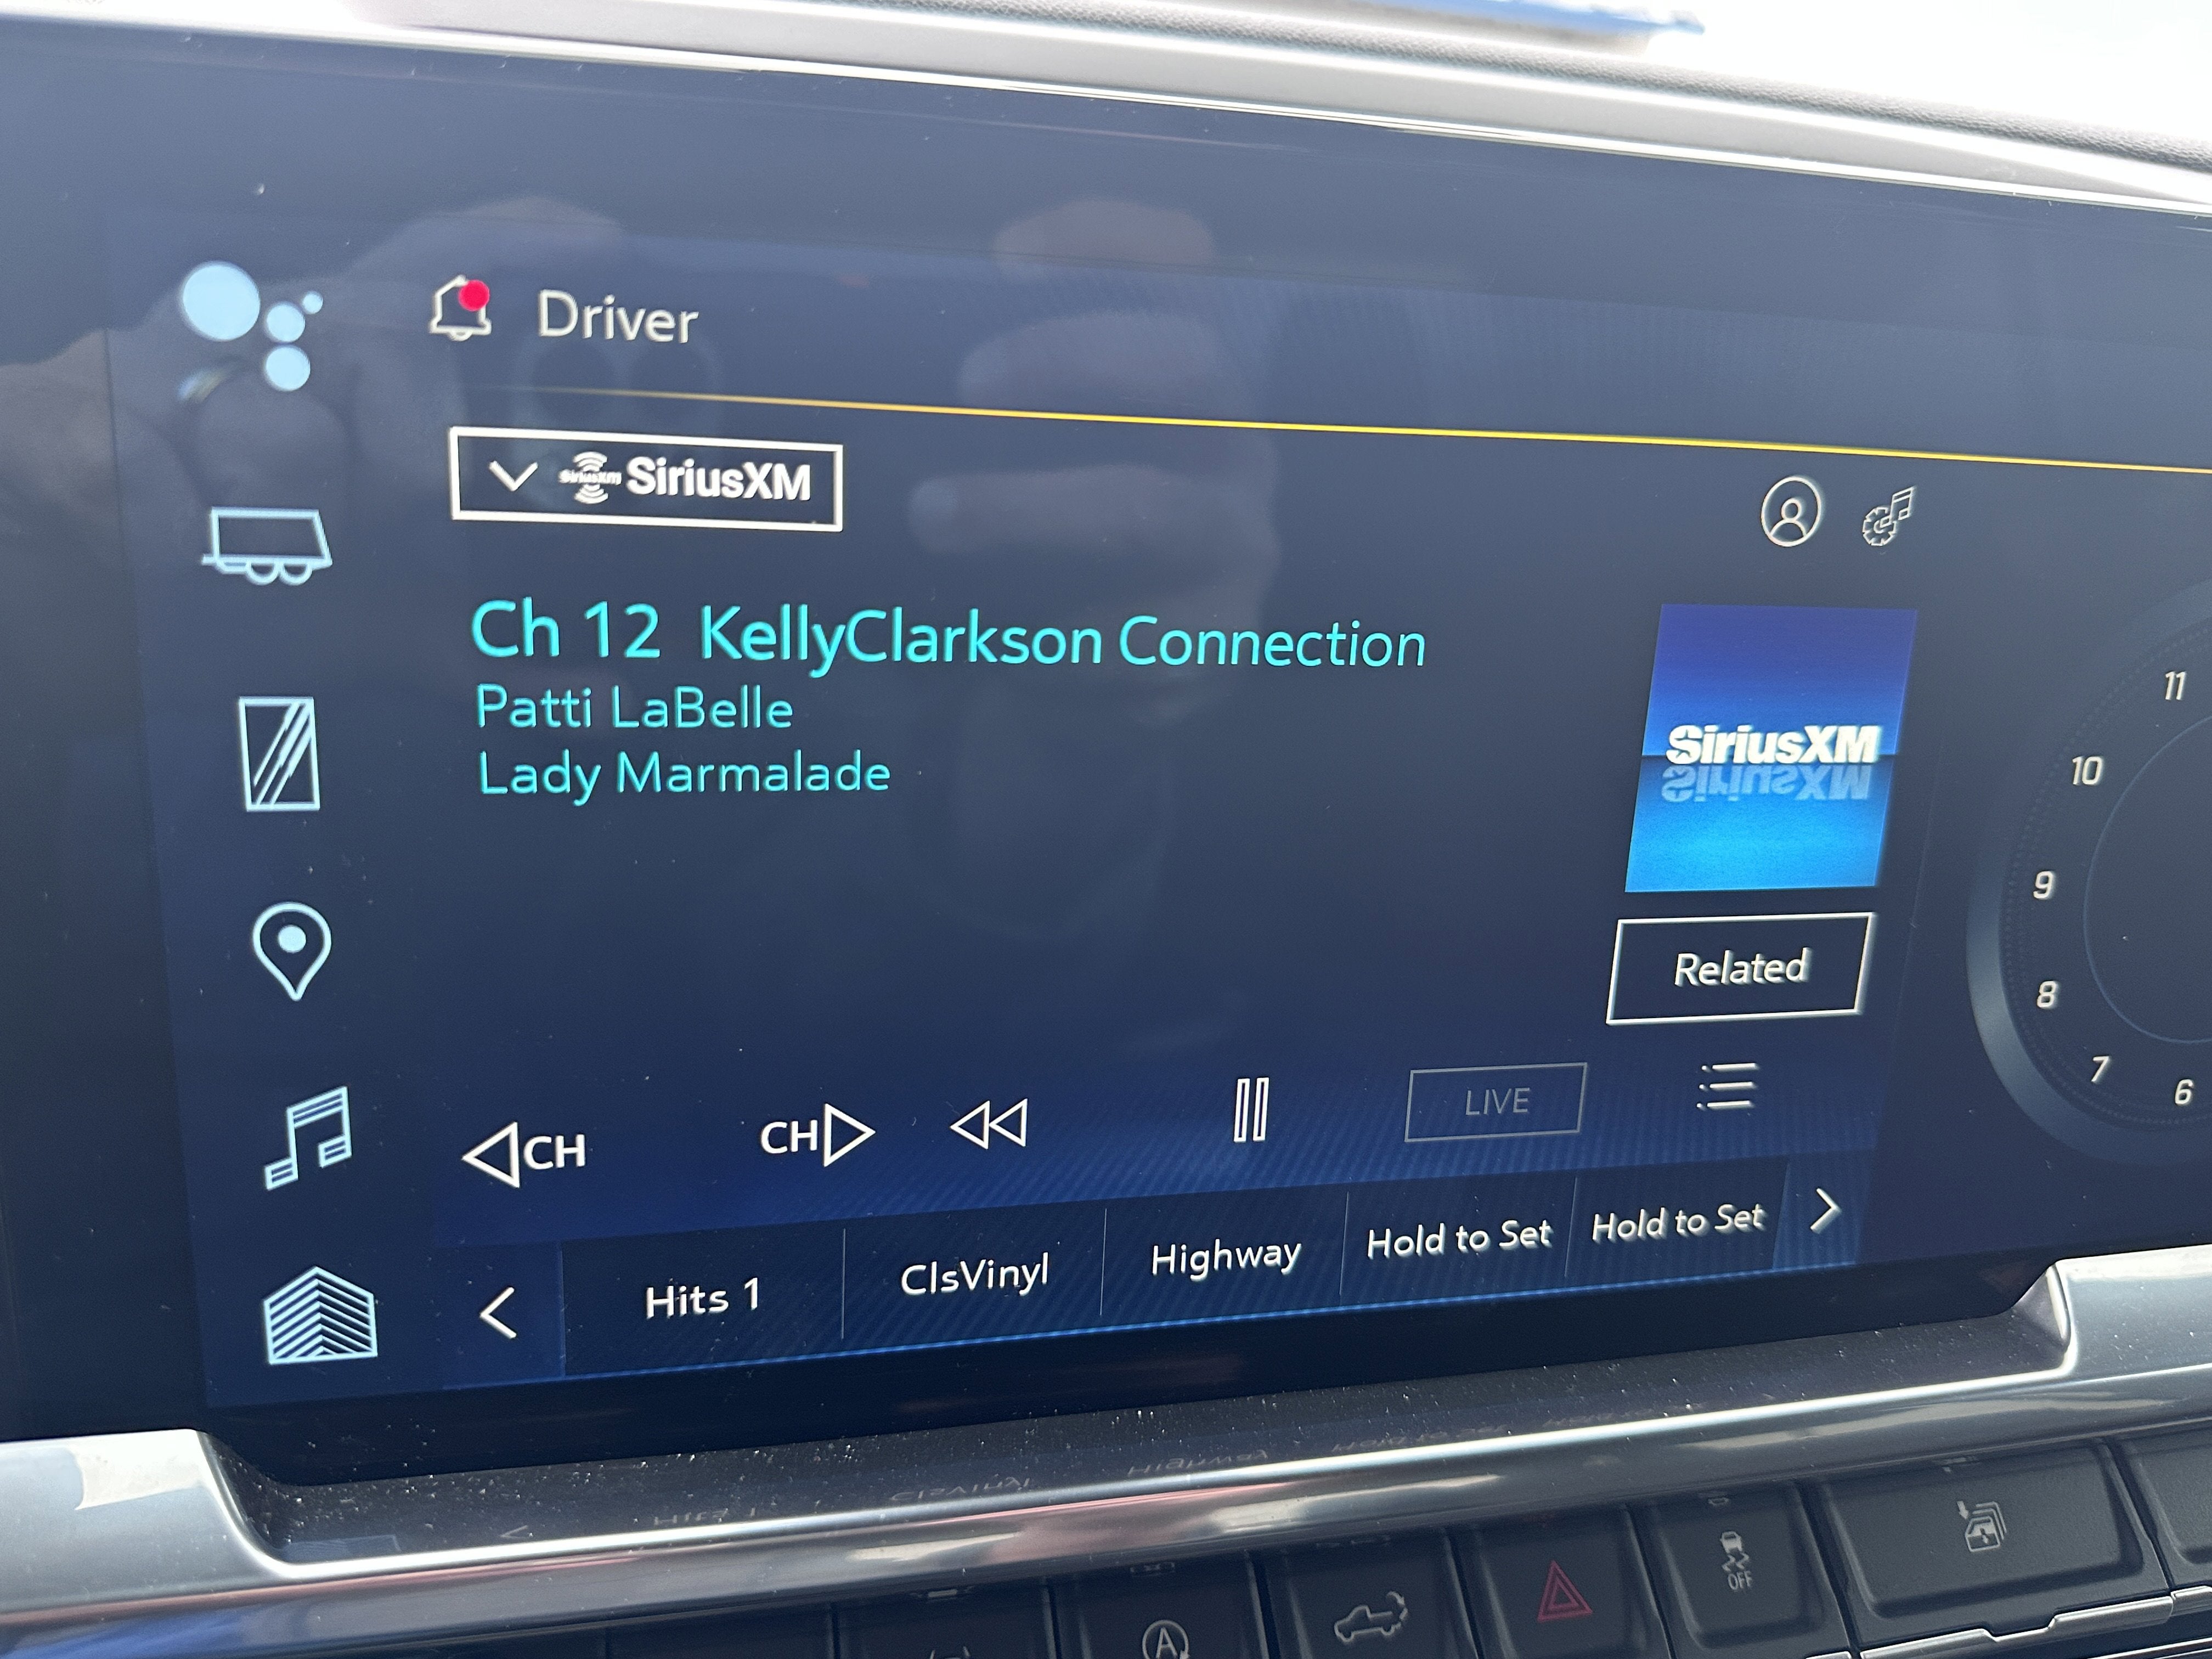 Driver
SiriusXM SiriusXM
Ch 12 KellyClarkson Connection
Patti LaBelle
Lady Marmalade
SiriusXM
Related
CH
CH
LIVE
Hits 1
ClsVinyl
Highway
Hold to Set
Hold to Set
11
10
9
8
7
6
A
OFF